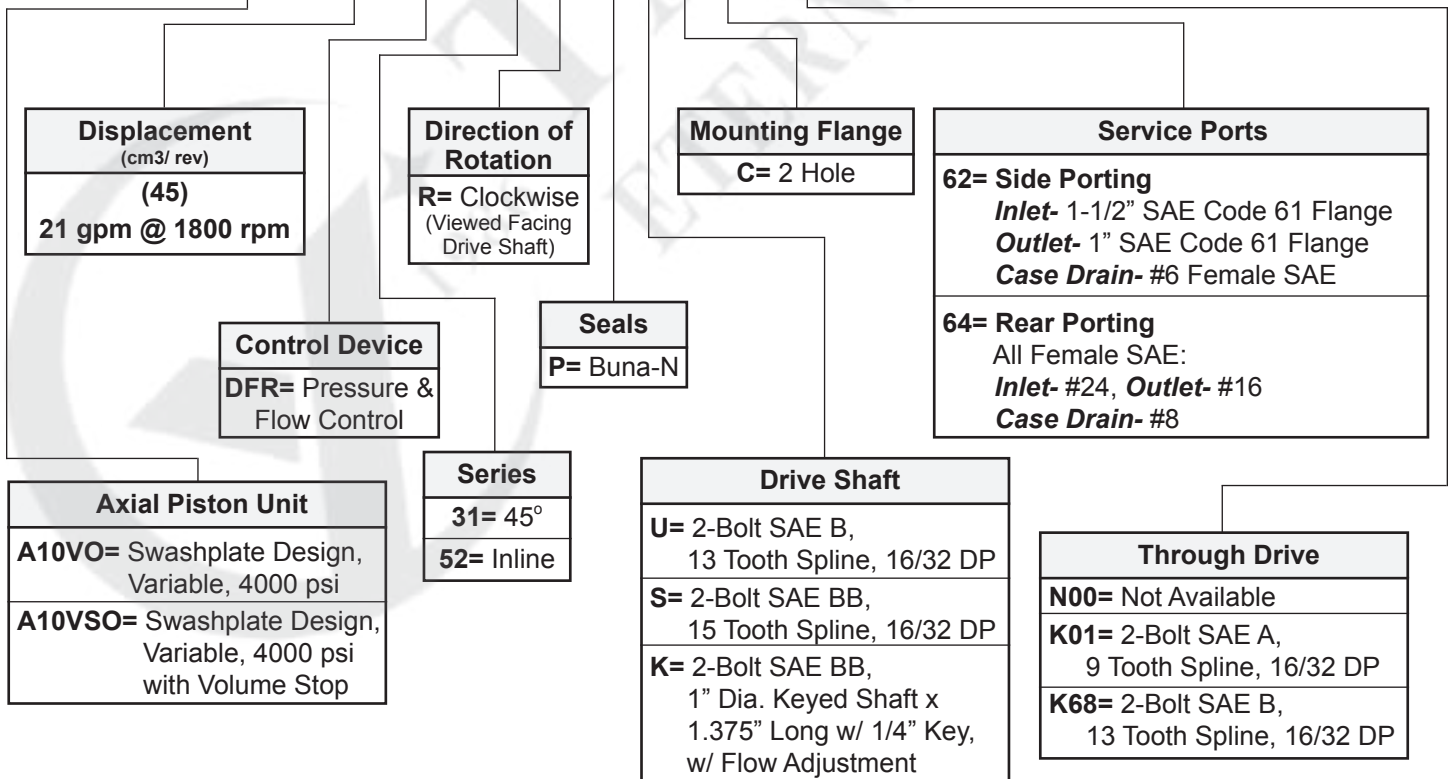 Displacement
(cm3/ rev)
(45)
21 gpm @ 1800 rpm
Direction of
Rotation
R= Clockwise
(Viewed Facing
Drive Shaft)
Mounting Flange
C= 2 Hole
Service Ports
62= Side Porting
Inlet- 1-1/2” SAE Code 61 Flange
Outlet- 1” SAE Code 61 Flange
Case Drain- #6 Female SAE
64= Rear Porting
All Female SAE:
Inlet- #24, Outlet- #16
Case Drain- #8
Control Device
DFR= Pressure &
Flow Control
Seals
P= Buna-N
Axial Piston Unit
A10VO= Swashplate Design,
Variable, 4000 psi
A10VSO= Swashplate Design,
Variable, 4000 psi
with Volume Stop
Series
31= 45°
52= Inline
Drive Shaft
U= 2-Bolt SAE B,
13 Tooth Spline, 16/32 DP
S= 2-Bolt SAE BB,
15 Tooth Spline, 16/32 DP
K= 2-Bolt SAE BB,
1” Dia. Keyed Shaft x
1.375” Long w/ 1/4” Key,
w/ Flow Adjustment
Through Drive
N00= Not Available
K01= 2-Bolt SAE A,
9 Tooth Spline, 16/32 DP
K68= 2-Bolt SAE B,
13 Tooth Spline, 16/32 DP